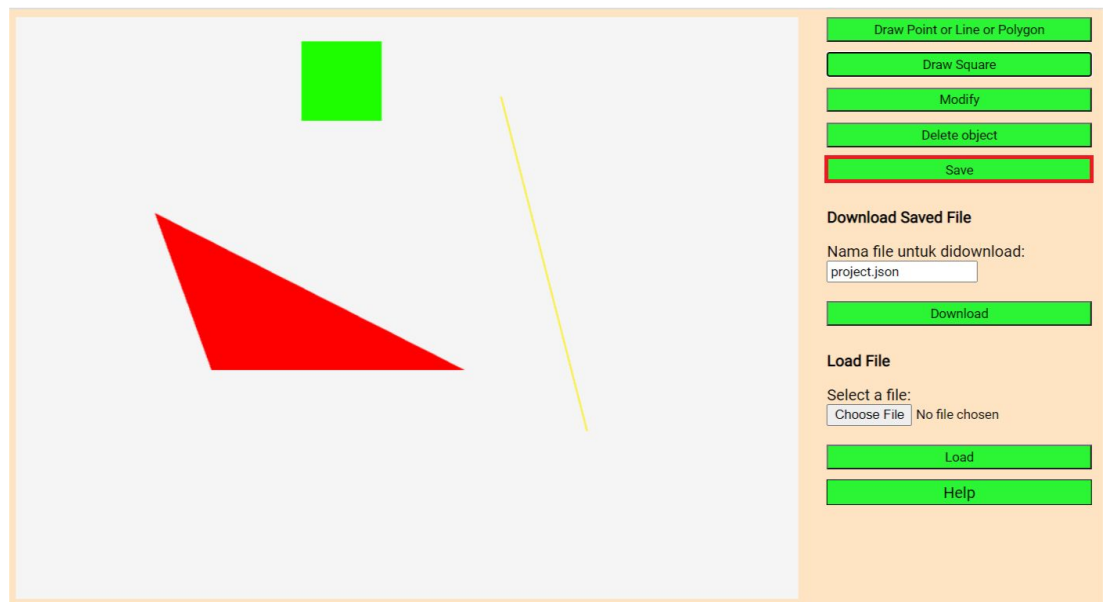 Draw Point or Line or Polygon
Draw Square
Modify
Delete object
Save
Download Saved File
Nama file untuk didownload:
project.json
Download
Load File
Select a file:
Choose File No file chosen
Load
Help